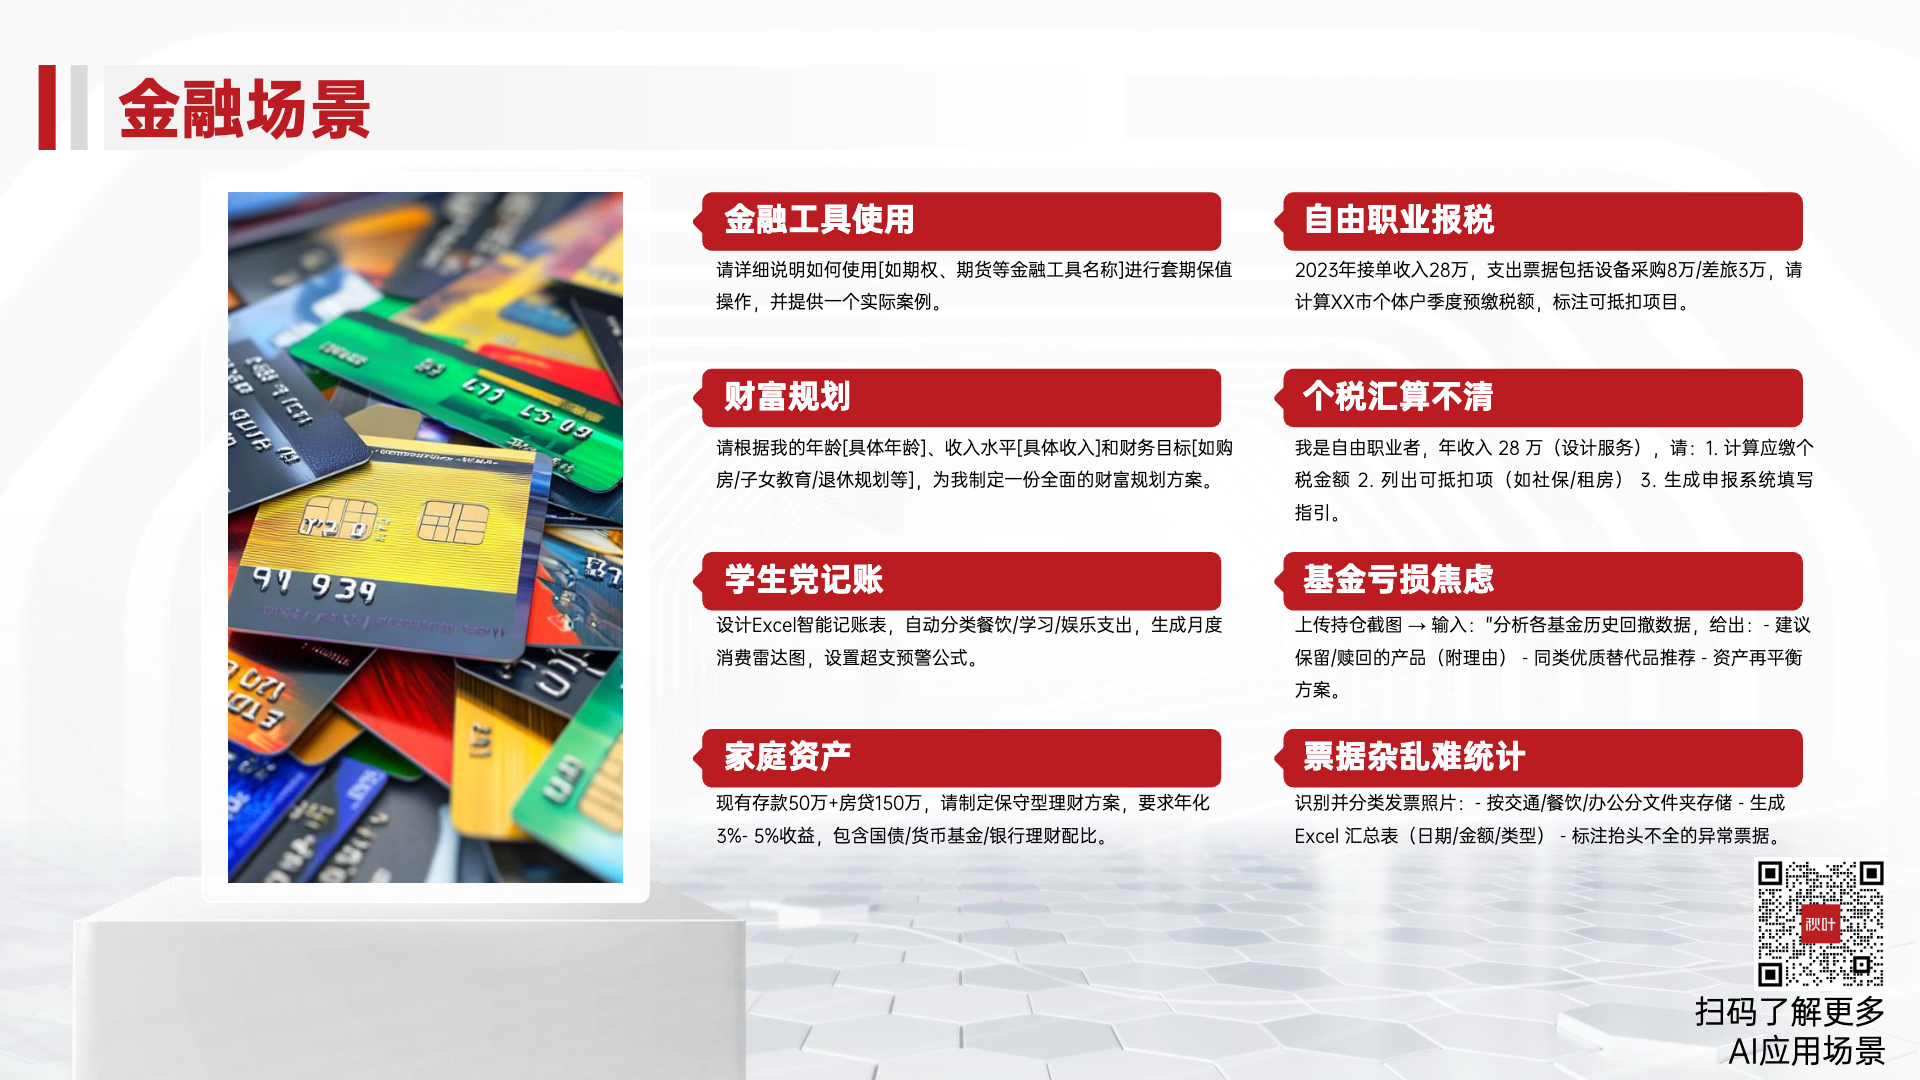 金融场景
金融工具使用
请详细说明如何使用[如期权、期货等金融工具名称]进行套期保值
操作，并提供一个实际案例。
财富规划
请根据我的年龄[具体年龄]、收入水平[具体收入]和财务目标[如购
房/子女教育/退休规划等]，为我制定一份全面的财富规划方案。
学生党记账
设计Excel智能记账表，自动分类餐饮/学习/娱乐支出，生成月度
消费雷达图，设置超支预警公式。
家庭资产
现有存款50万+房贷150万，请制定保守型理财方案，要求年化
3%- 5%收益，包含国债/货币基金/银行理财配比。
自由职业报税
2023年接单收入28万，支出票据包括设备采购8万/差旅3万，请
计算XX市个体户季度预缴税额，标注可抵扣项目。
个税汇算不清
我是自由职业者，年收入 28 万（设计服务），请：1. 计算应缴个
税金额 2. 列出可抵扣项（如社保/租房） 3. 生成申报系统填写
指引。
基金亏损焦虑
上传持仓截图 → 输入："分析各基金历史回撤数据，给出：- 建议
保留/赎回的产品（附理由） - 同类优质替代品推荐 - 资产再平衡
方案。
票据杂乱难统计
识别并分类发票照片：- 按交通/餐饮/办公分文件夹存储 - 生成
Excel 汇总表（日期/金额/类型） - 标注抬头不全的异常票据。
97 939
秋叶
扫码了解更多
AI应用场景